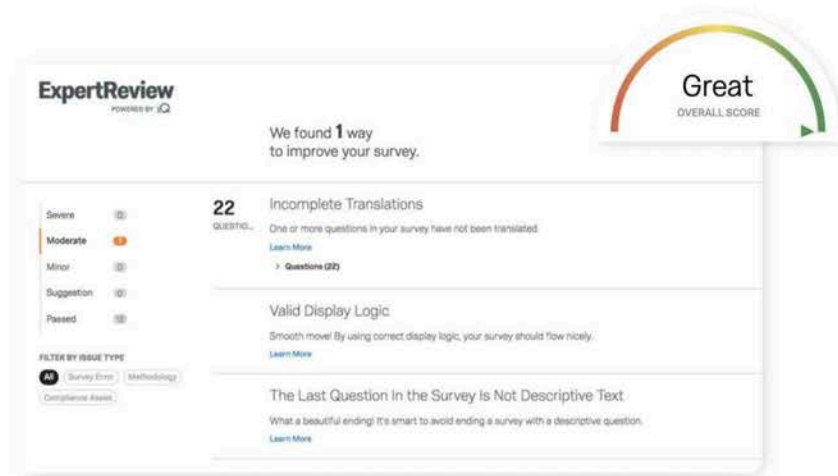 ExpertReview
POWERED BY iQ
Great
OVERALL SCORE
We found 1 way
to improve your survey.
Severe 0
Moderate 1
Minor 0
Suggestion 0
Passed
FILTER BY ISSUE TYPE
All Survey Error Methodology
Compliance Assist
22
QUESTIO...
Incomplete Translations
One or more questions in your survey have not been translated.
Learn More
> Questions (22)
Valid Display Logic
Smooth move! By using correct display logic, your survey should flow nicely.
Learn More
The Last Question In the Survey Is Not Descriptive Text
What a beautiful ending! It's smart to avoid ending a survey with a descriptive question.
Learn More